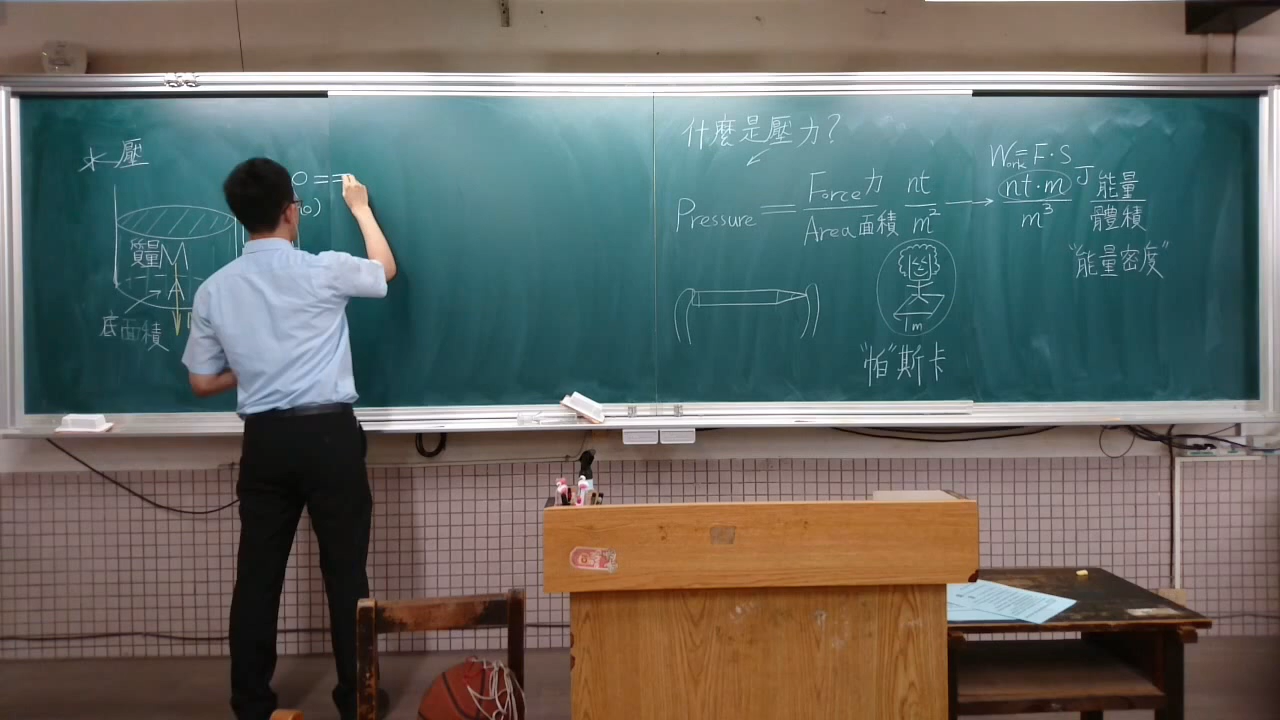 水壓
質量M
A
底面積
什麼是壓力?
Pressure = Force力 / Area面積 nt / m² → nt·m / m³ J 能量 / 體積
Work = F·S
"能量密度"
1m
"帕"斯卡